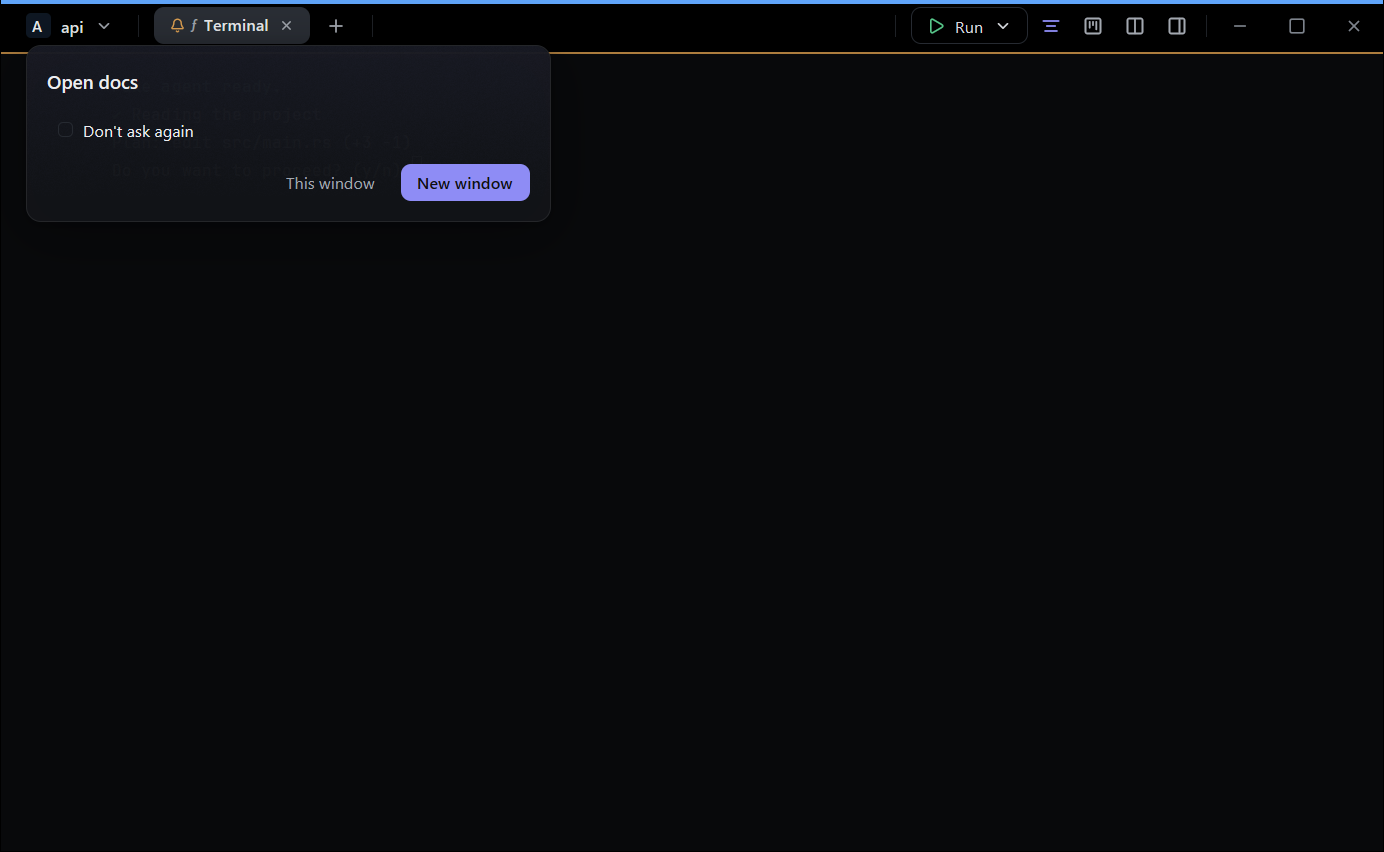 A api
ƒ Terminal
Run
Open docs
Don't ask again
This window
New window